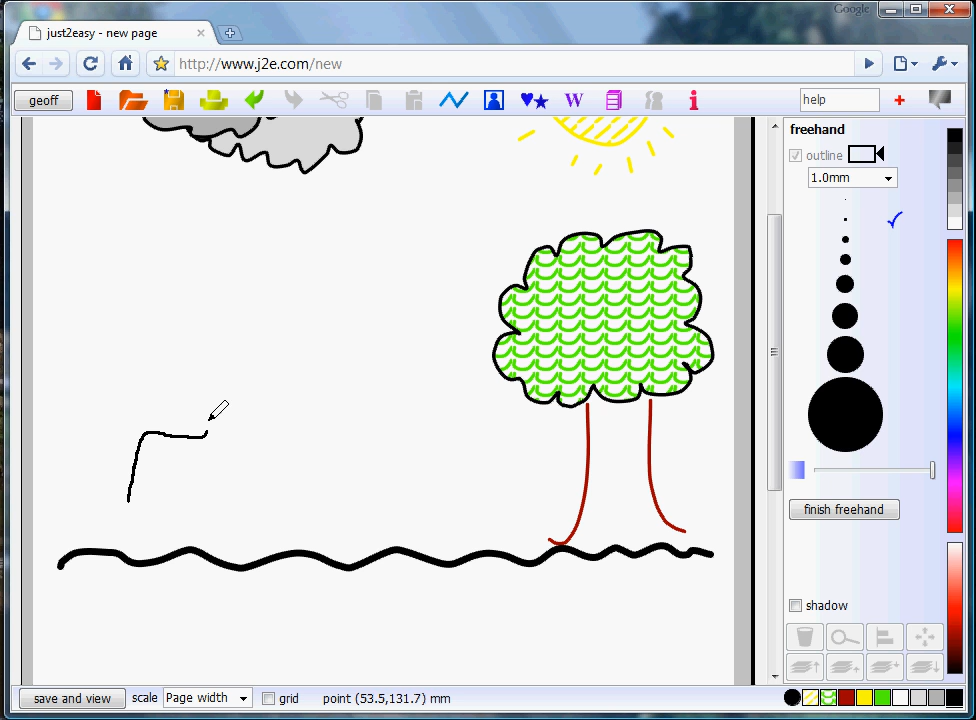 Google
just2easy - new page
http://www.j2e.com/new
geoff
W
help
freehand
outline
1.0mm
finish freehand
shadow
save and view
scale
Page width
grid
point (53.5,131.7) mm